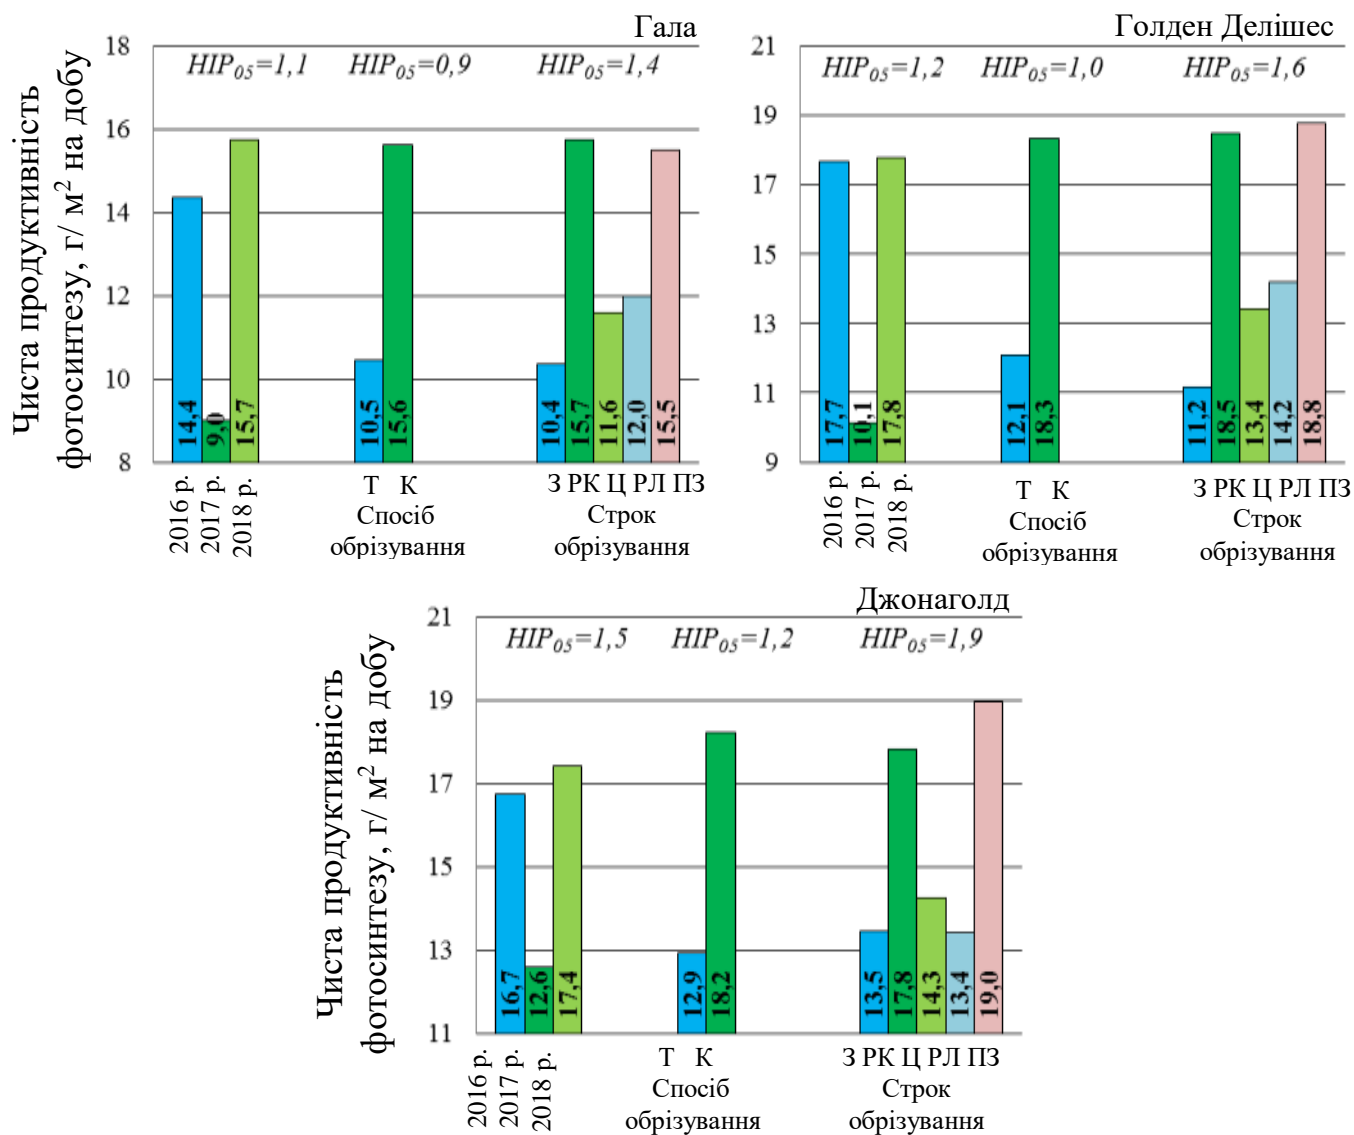 Гала
Чиста продуктивність
фотосинтезу, г/ м² на добу
18
16
14
12
10
8
НІР₀₅=1,1
НІР₀₅=0,9
НІР₀₅=1,4
14,4
9,0
15,7
10,5
15,6
10,4
15,7
11,6
12,0
15,5
2016 р.
2017 р.
2018 р.
Т К
Спосіб
обрізування
З РК Ц РЛ ПЗ
Строк
обрізування
Голден Делішес
21
19
17
15
13
11
9
НІР₀₅=1,2
НІР₀₅=1,0
НІР₀₅=1,6
17,7
10,1
17,8
12,1
18,3
11,2
18,5
13,4
14,2
18,8
2016 р.
2017 р.
2018 р.
Т К
Спосіб
обрізування
З РК Ц РЛ ПЗ
Строк
обрізування
Джонаголд
Чиста продуктивність
фотосинтезу, г/ м² на добу
21
19
17
15
13
11
НІР₀₅=1,5
НІР₀₅=1,2
НІР₀₅=1,9
16,7
12,6
17,4
12,9
18,2
13,5
17,8
14,3
13,4
19,0
2016 р.
2017 р.
2018 р.
Т К
Спосіб
обрізування
З РК Ц РЛ ПЗ
Строк
обрізування